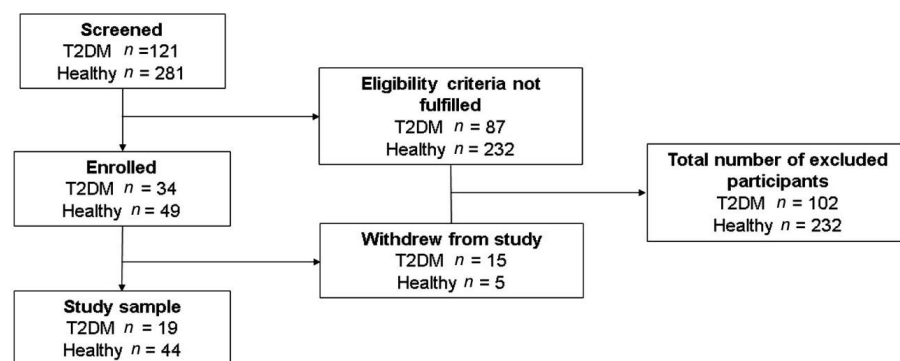 Screened
T2DM n =121
Healthy n = 281
Eligibility criteria not
fulfilled
T2DM n = 87
Healthy n = 232
Enrolled
T2DM n = 34
Healthy n = 49
Total number of excluded
participants
T2DM n = 102
Healthy n = 232
Withdrew from study
T2DM n = 15
Healthy n = 5
Study sample
T2DM n = 19
Healthy n = 44